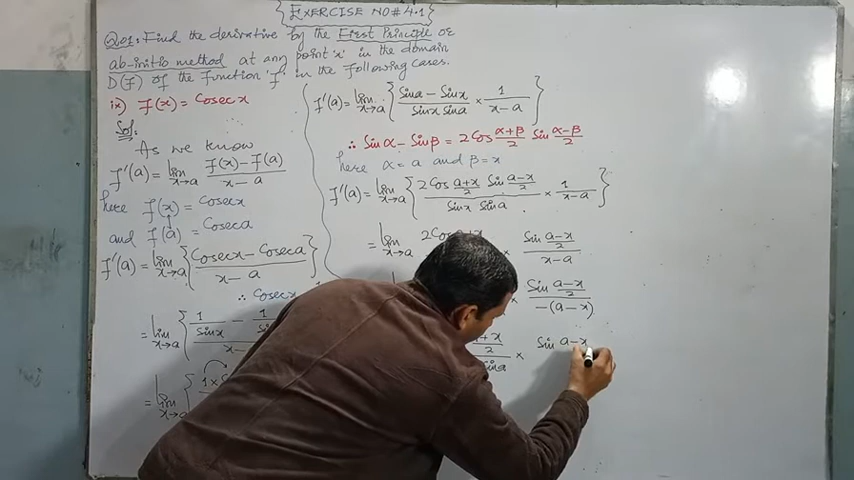 EXERCISE NO# 4.1
Q.01: Find the derivative by the First Principle or
ab-initio method at any point 'x' in the domain
D(f) of the function 'f' in the following cases.
ix) f(x) = Cosec x
Sol:
As we know
f'(a) = lim x→a f(x) - f(a) / x - a
here f(x) = Cosec x
and f(a) = Cosec a
f'(a) = lim x→a { Cosec x - Cosec a / x - a }
∴ Cosec x
= lim x→a { 1 / Sin x - 1 /
= lim x→a { 1×
f'(a) = lim x→a { Sin a - Sin x / Sin x Sin a × 1 / x - a }
∴ Sin α - Sin β = 2 Cos α+β / 2 Sin α-β / 2
here α = a and β = x
f'(a) = lim x→a { 2 Cos a+x / 2 Sin a-x / 2 / Sin x Sin a × 1 / x - a }
= lim x→a 2 Cos a+x × Sin a-x / 2 / x - a
× Sin a-x / 2 / -(a - x)
+x / 2 / Sin a × Sin a-x